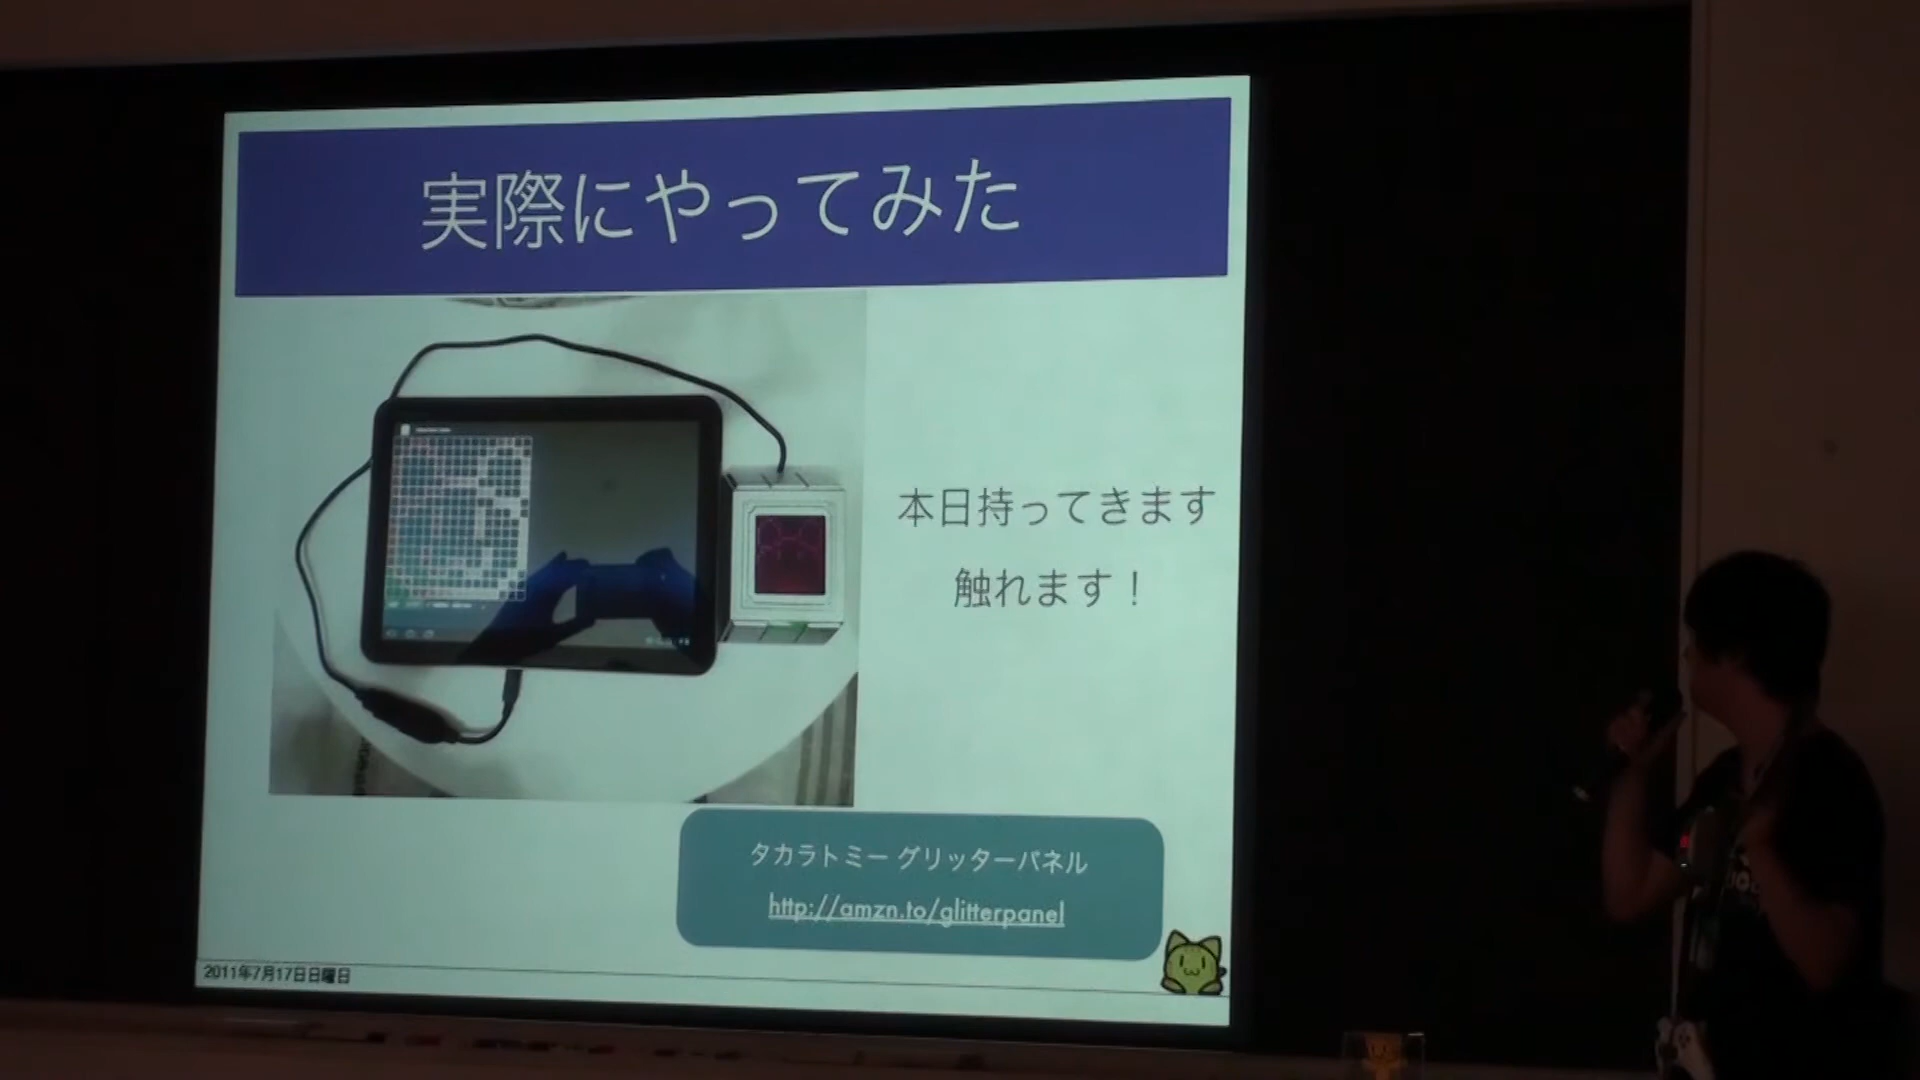 実際にやってみた
本日持ってきます
触れます！
タカラトミー グリッターパネル
http://amzn.to/glitterpanel
2011年7月17日日曜日